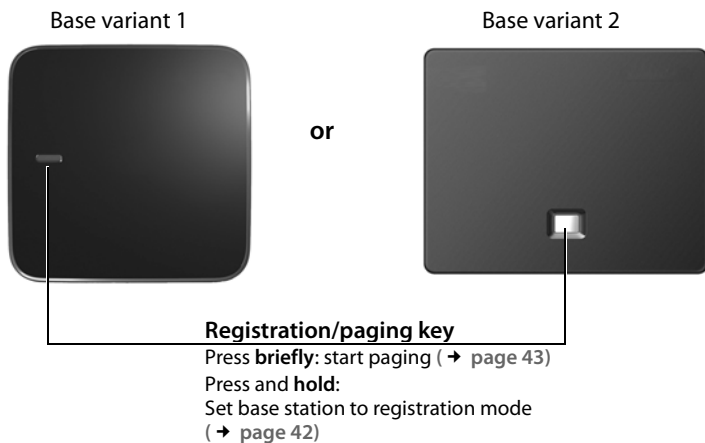 Base variant 1
Base variant 2
or
Registration/paging key
Press briefly: start paging ( ➜ page 43)
Press and hold:
Set base station to registration mode
( ➜ page 42)